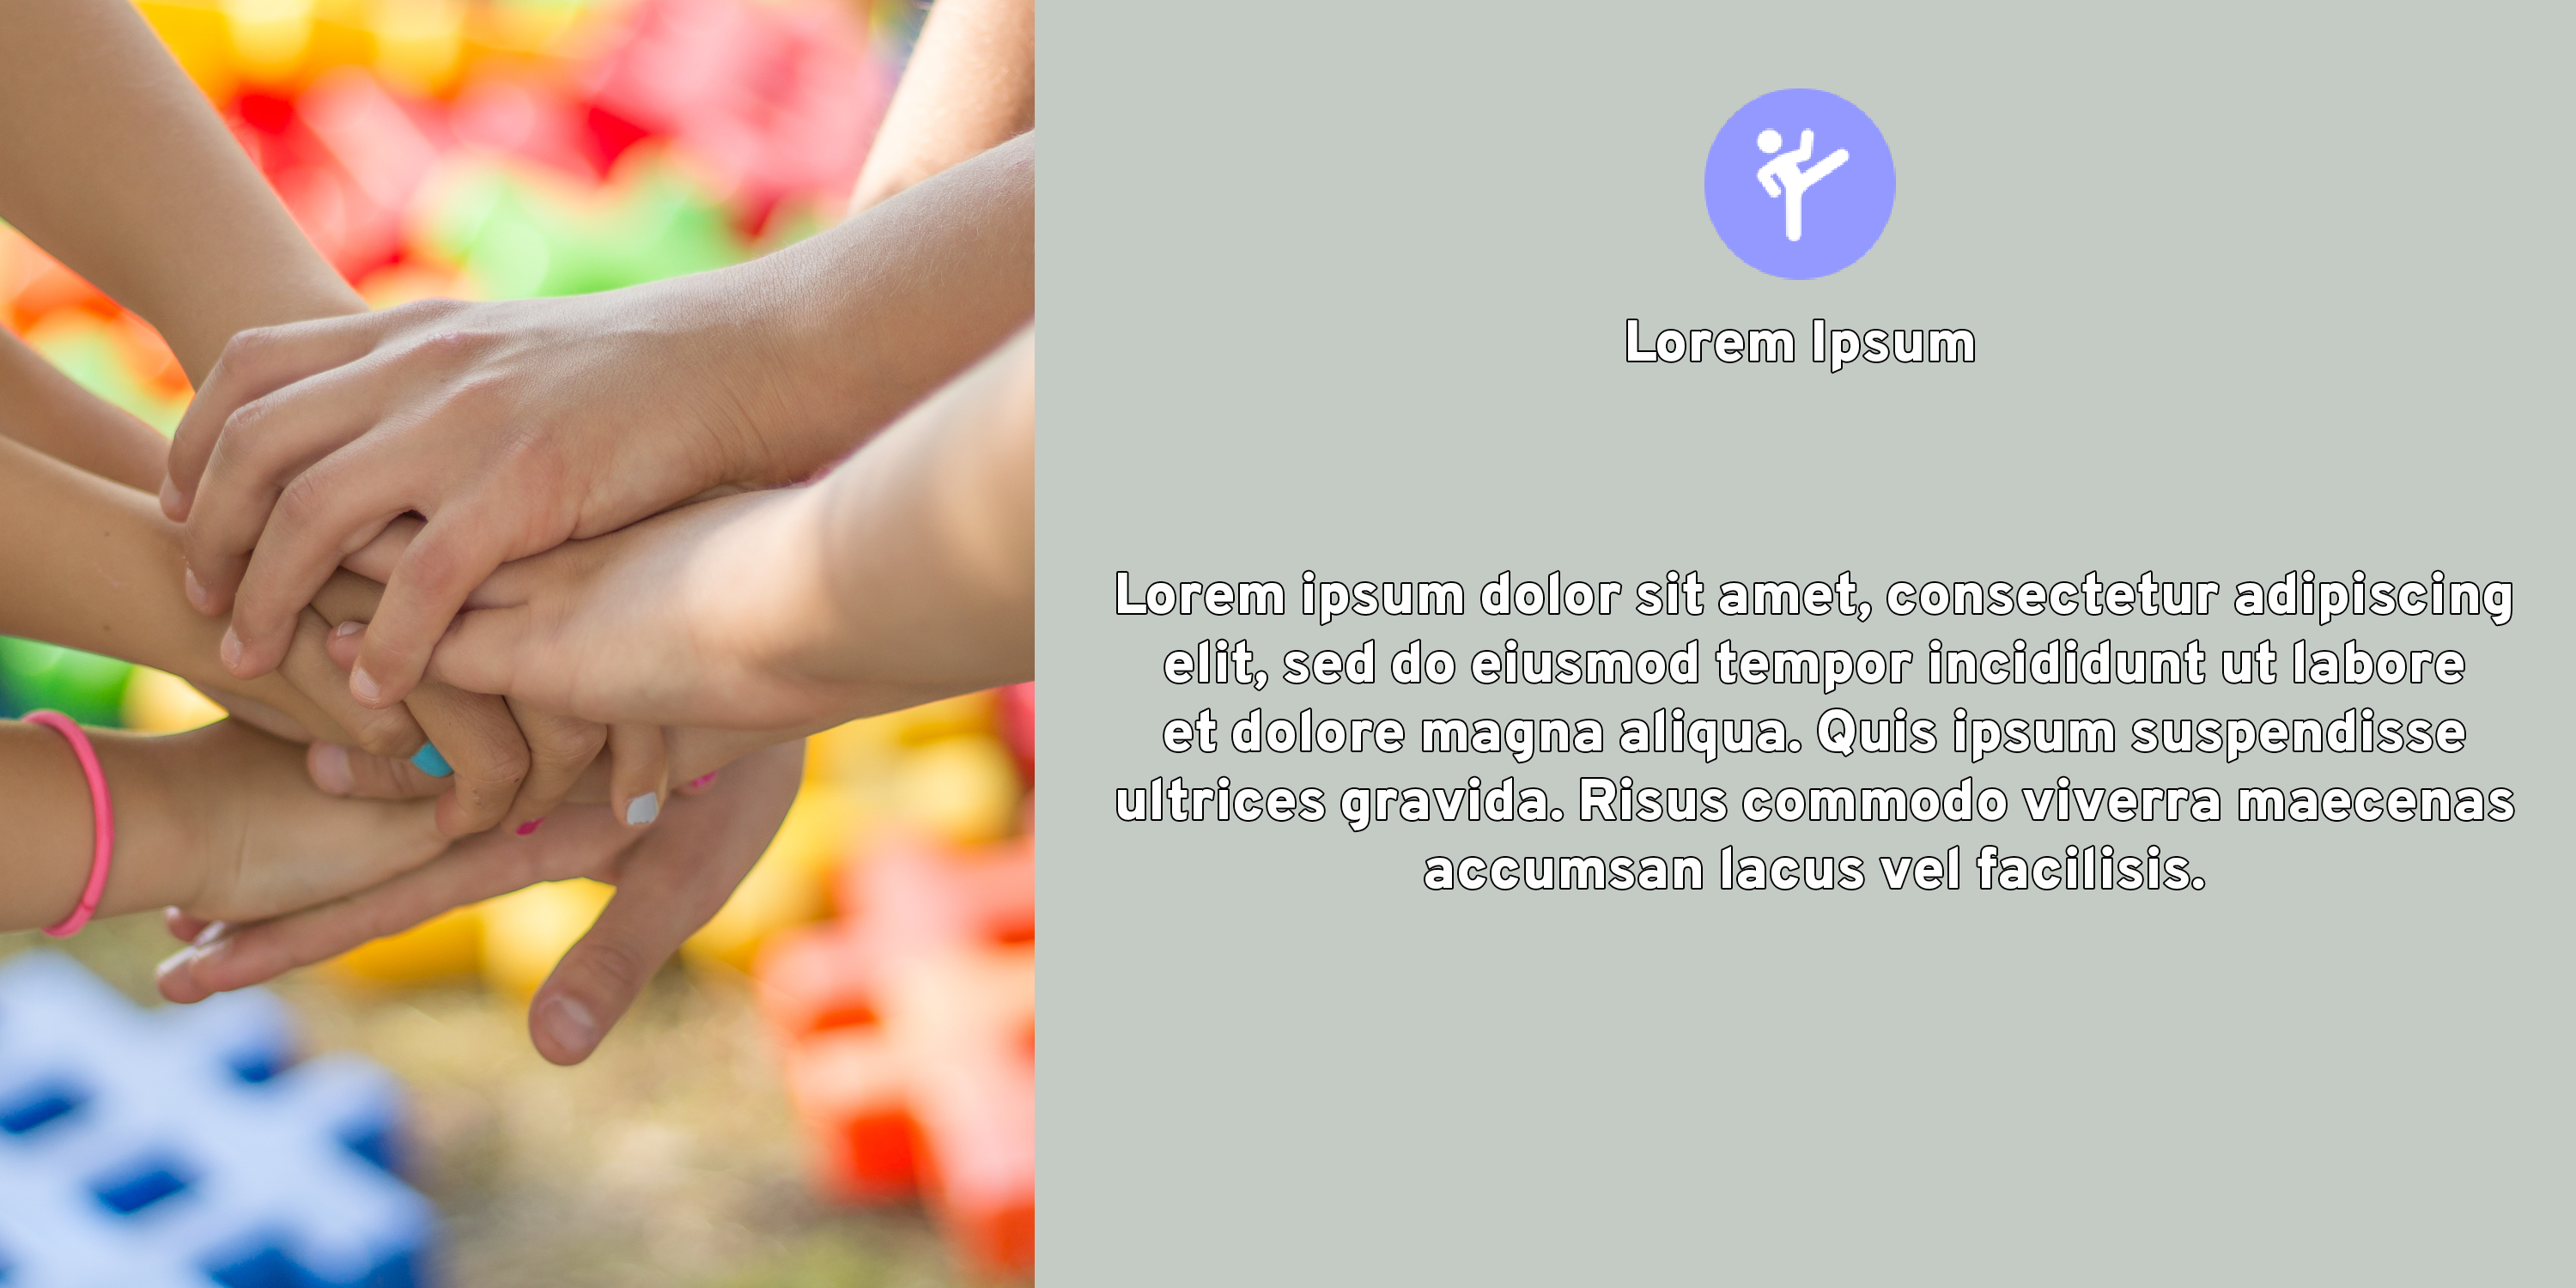 Lorem Ipsum
Lorem ipsum dolor sit amet, consectetur adipiscing
elit, sed do eiusmod tempor incididunt ut labore
et dolore magna aliqua. Quis ipsum suspendisse
ultrices gravida. Risus commodo viverra maecenas
accumsan lacus vel facilisis.